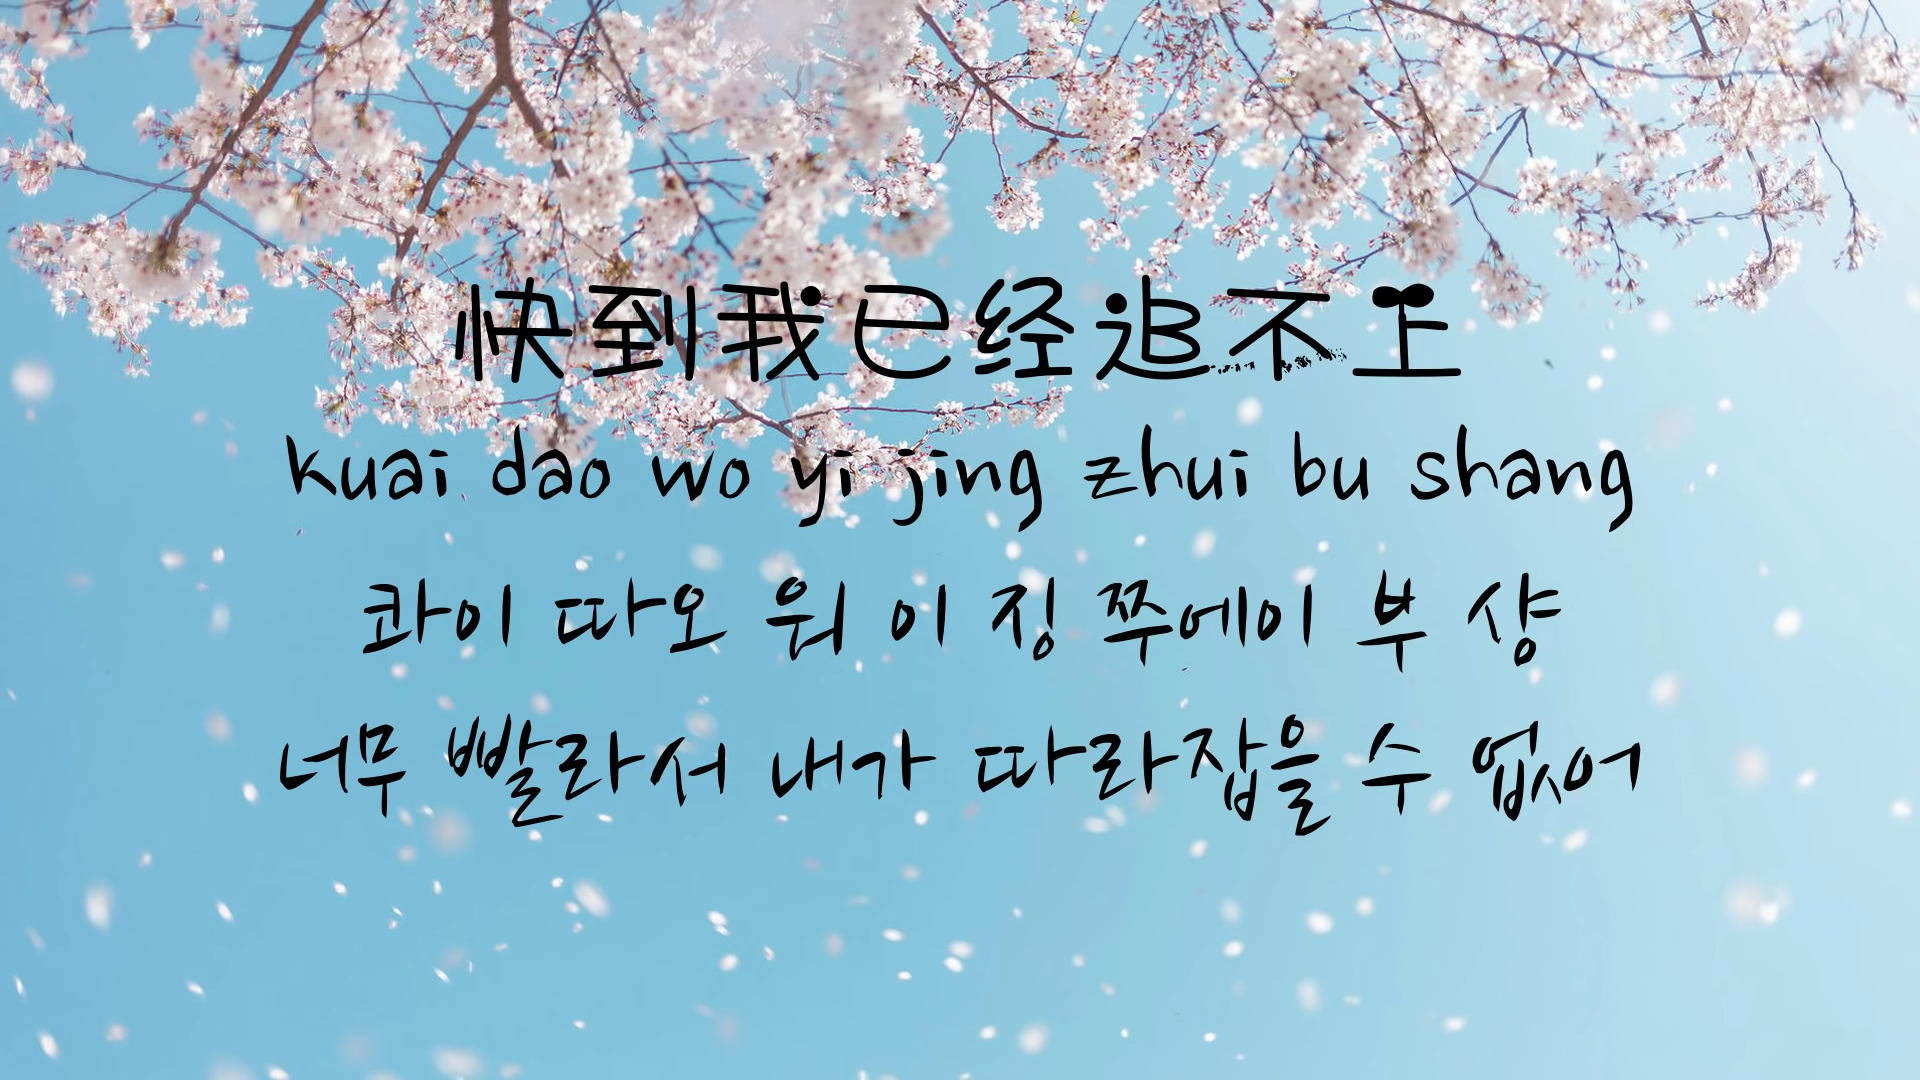 快到我已经追不上
kuai dao wo yi jing zhui bu shang
콰이 따오 워 이 징 쭈에이 부 샹
너무 빨라서 내가 따라잡을 수 없어